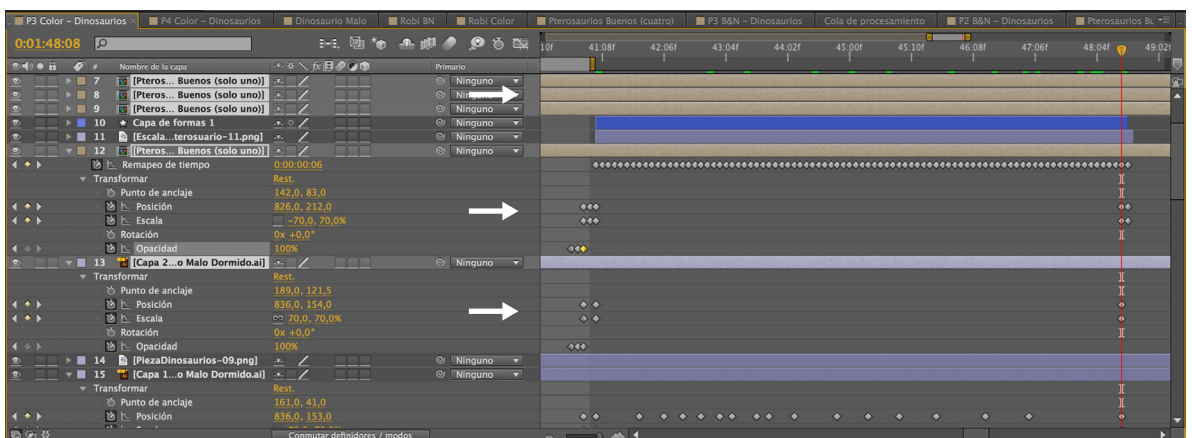 P3 Color – Dinosaurios P4 Color – Dinosaurios Dinosaurio Malo Robi BN Robi Color Pterosaurios Buenos (cuatro) P3 B&N – Dinosaurios Cola de procesamiento P2 B&N – Dinosaurios Pterosaurios Bu
0:01:48:08
10f 41:08f 42:06f 43:04f 44:02f 45:00f 45:10f 46:08f 47:06f 48:04f 49:02f
# Nombre de la capa fx Primario
7 [Pteros... Buenos (solo uno)] Ninguno
8 [Pteros... Buenos (solo uno)]
9 [Pteros... Buenos (solo uno)] Ninguno
10 Capa de formas 1 Ninguno
11 [Escala...terosuario-11.png] Ninguno
12 [Pteros... Buenos (solo uno)] Ninguno
Remapeo de tiempo 0:00:00:06
Transformar Rest.
Punto de anclaje 142,0, 83,0
Posición 826,0, 212,0
Escala -70,0, 70,0%
Rotación 0x +0,0°
Opacidad 100%
13 [Capa 2...o Malo Dormido.ai] Ninguno
Transformar Rest.
Punto de anclaje 189,0, 121,5
Posición 836,0, 154,0
Escala 70,0, 70,0%
Rotación 0x +0,0°
Opacidad 100%
14 [PiezaDinosaurios-09.png] Ninguno
15 [Capa 1...o Malo Dormido.ai] Ninguno
Transformar Rest.
Punto de anclaje 161,0, 41,0
Posición 836,0, 153,0
Conmutar definidores / modos